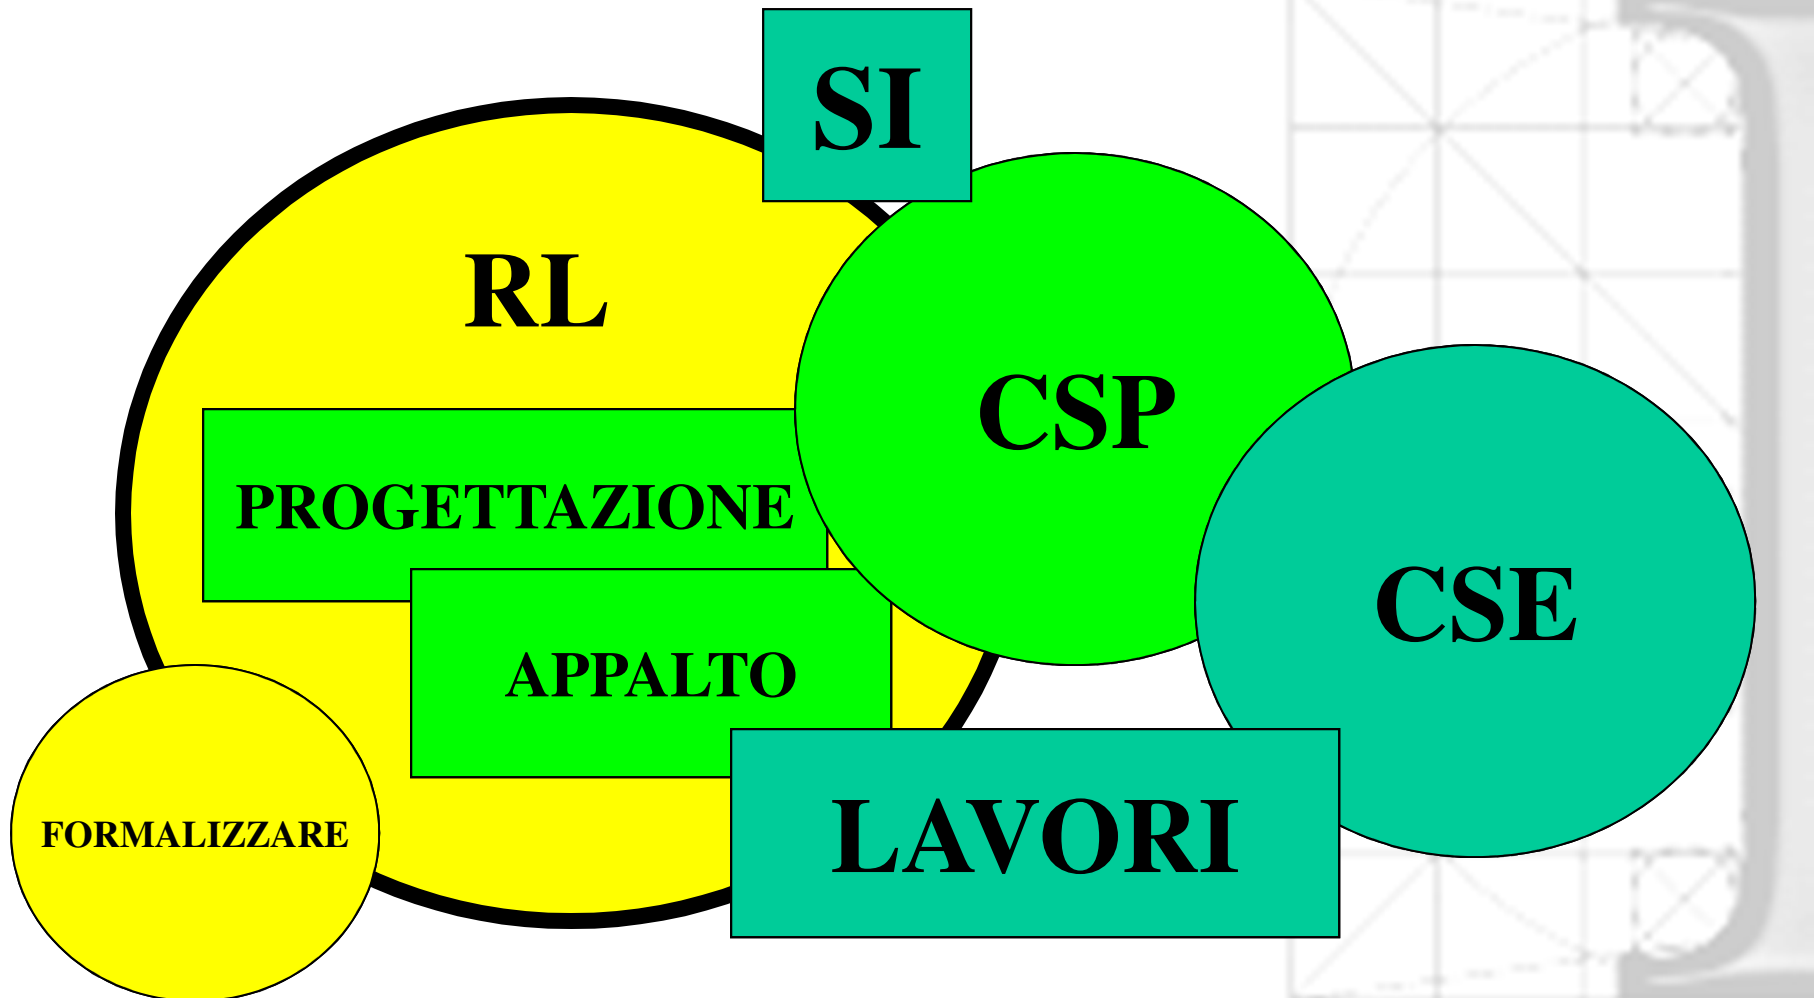 SI
RL
CSP
PROGETTAZIONE
CSE
APPALTO
FORMALIZZARE
LAVORI